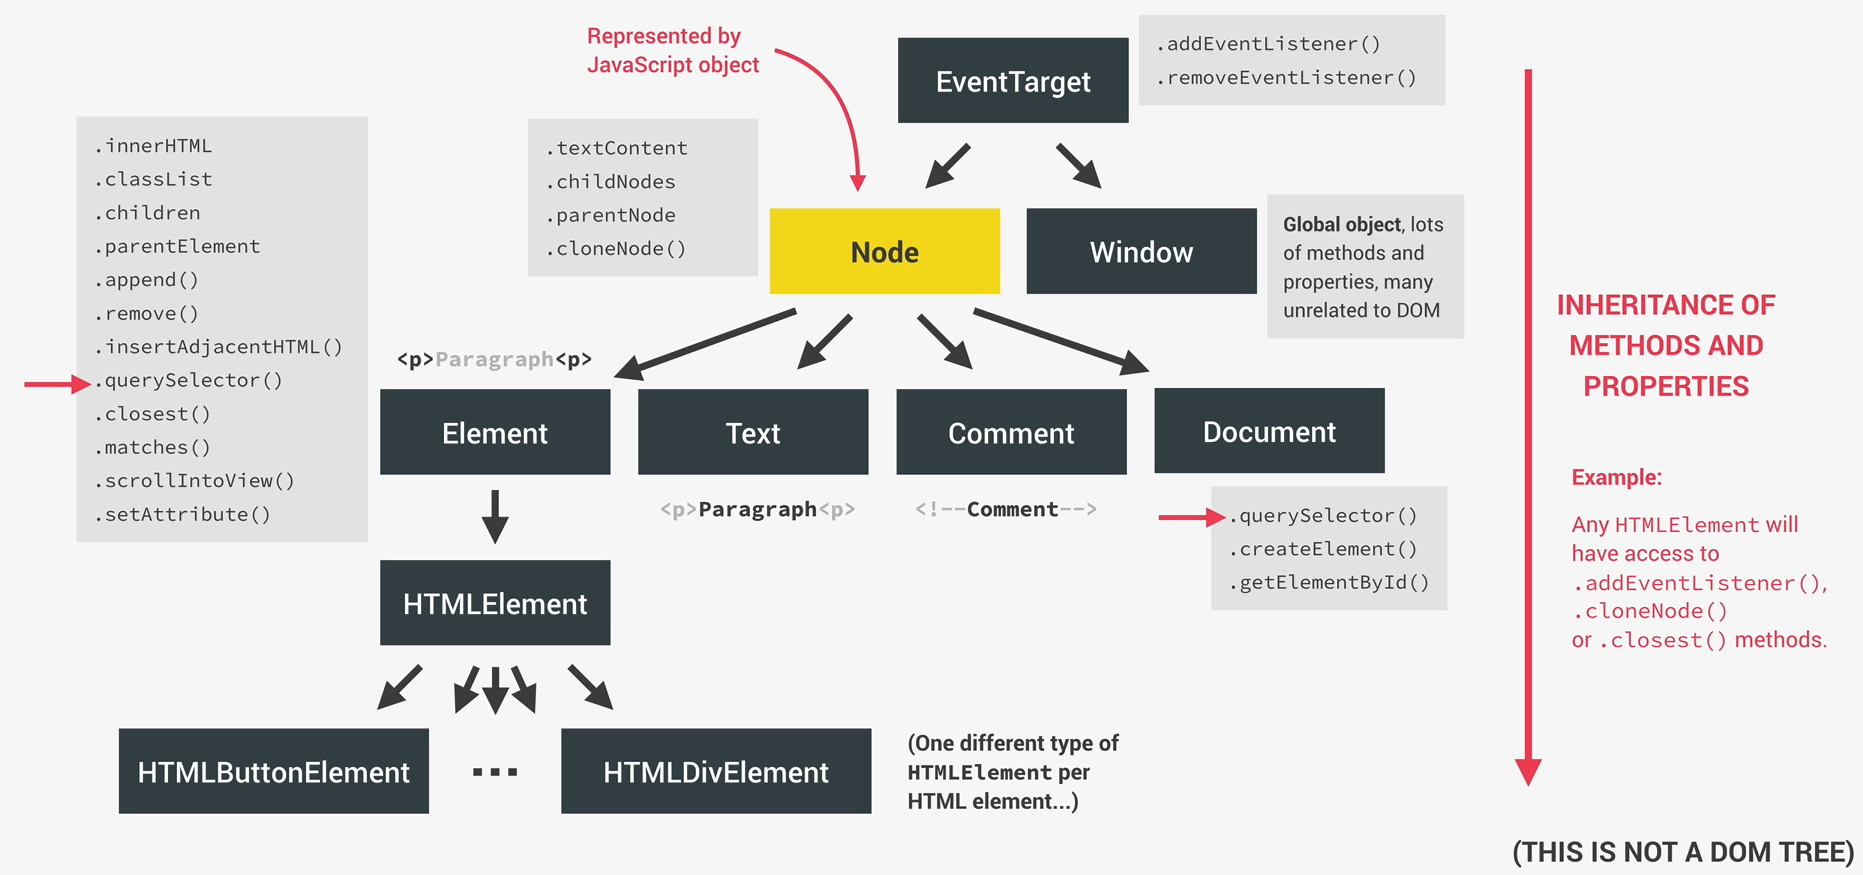 Represented by
JavaScript object
EventTarget
.addEventListener()
.removeEventListener()
.innerHTML
.classList
.children
.parentElement
.append()
.remove()
.insertAdjacentHTML()
.querySelector()
.closest()
.matches()
.scrollIntoView()
.setAttribute()
.textContent
.childNodes
.parentNode
.cloneNode()
Node
Window
Global object, lots
of methods and
properties, many
unrelated to DOM
<p>Paragraph<p>
Element
Text
Comment
Document
<p>Paragraph<p>
<!--Comment-->
.querySelector()
.createElement()
.getElementById()
HTMLElement
HTMLButtonElement
...
HTMLDivElement
(One different type of
HTMLElement per
HTML element...)
INHERITANCE OF
METHODS AND
PROPERTIES
Example:
Any HTMLElement will
have access to
.addEventListener(),
.cloneNode()
or .closest() methods.
(THIS IS NOT A DOM TREE)